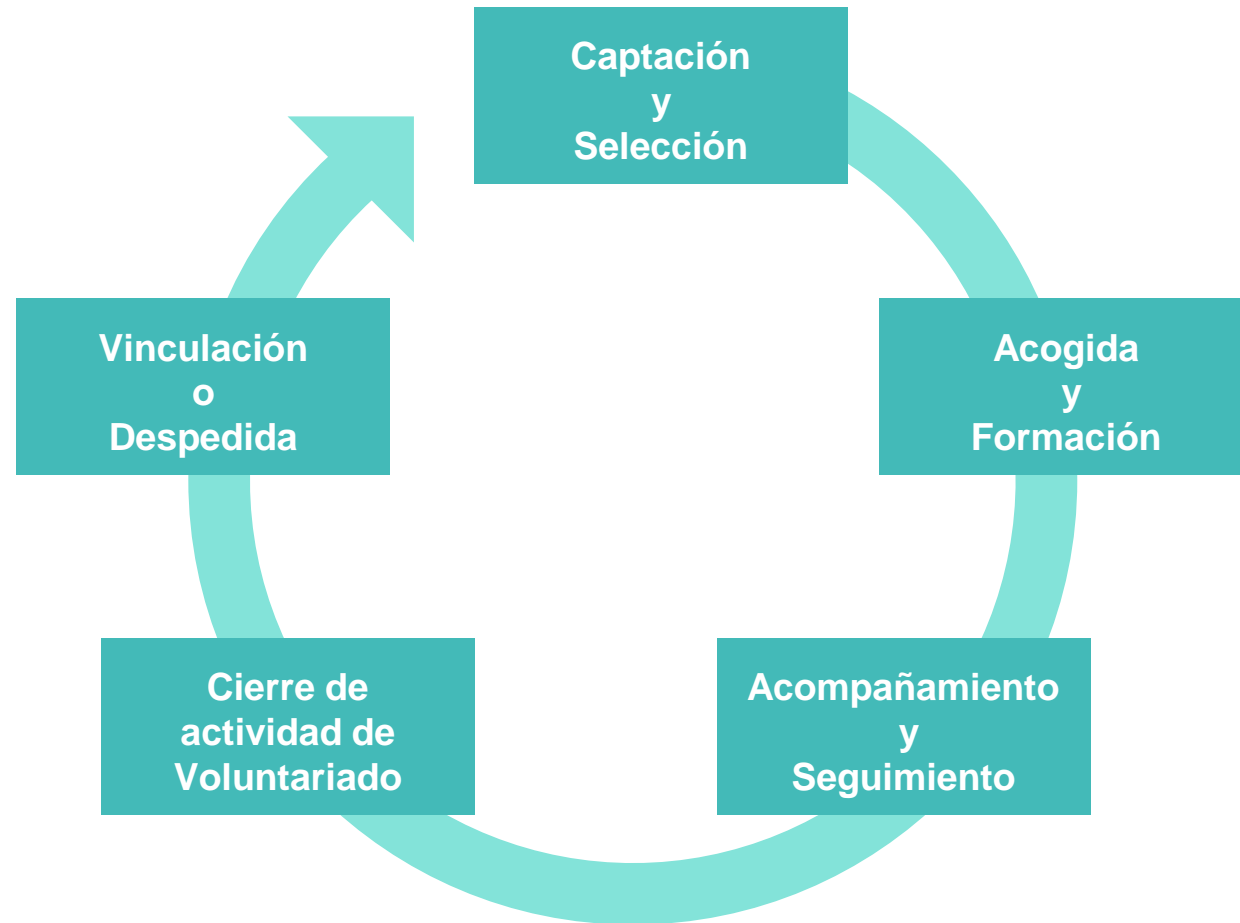 Captación
y
Selección
Acogida
y
Formación
Acompañamiento
y
Seguimiento
Cierre de
actividad de
Voluntariado
Vinculación
o
Despedida